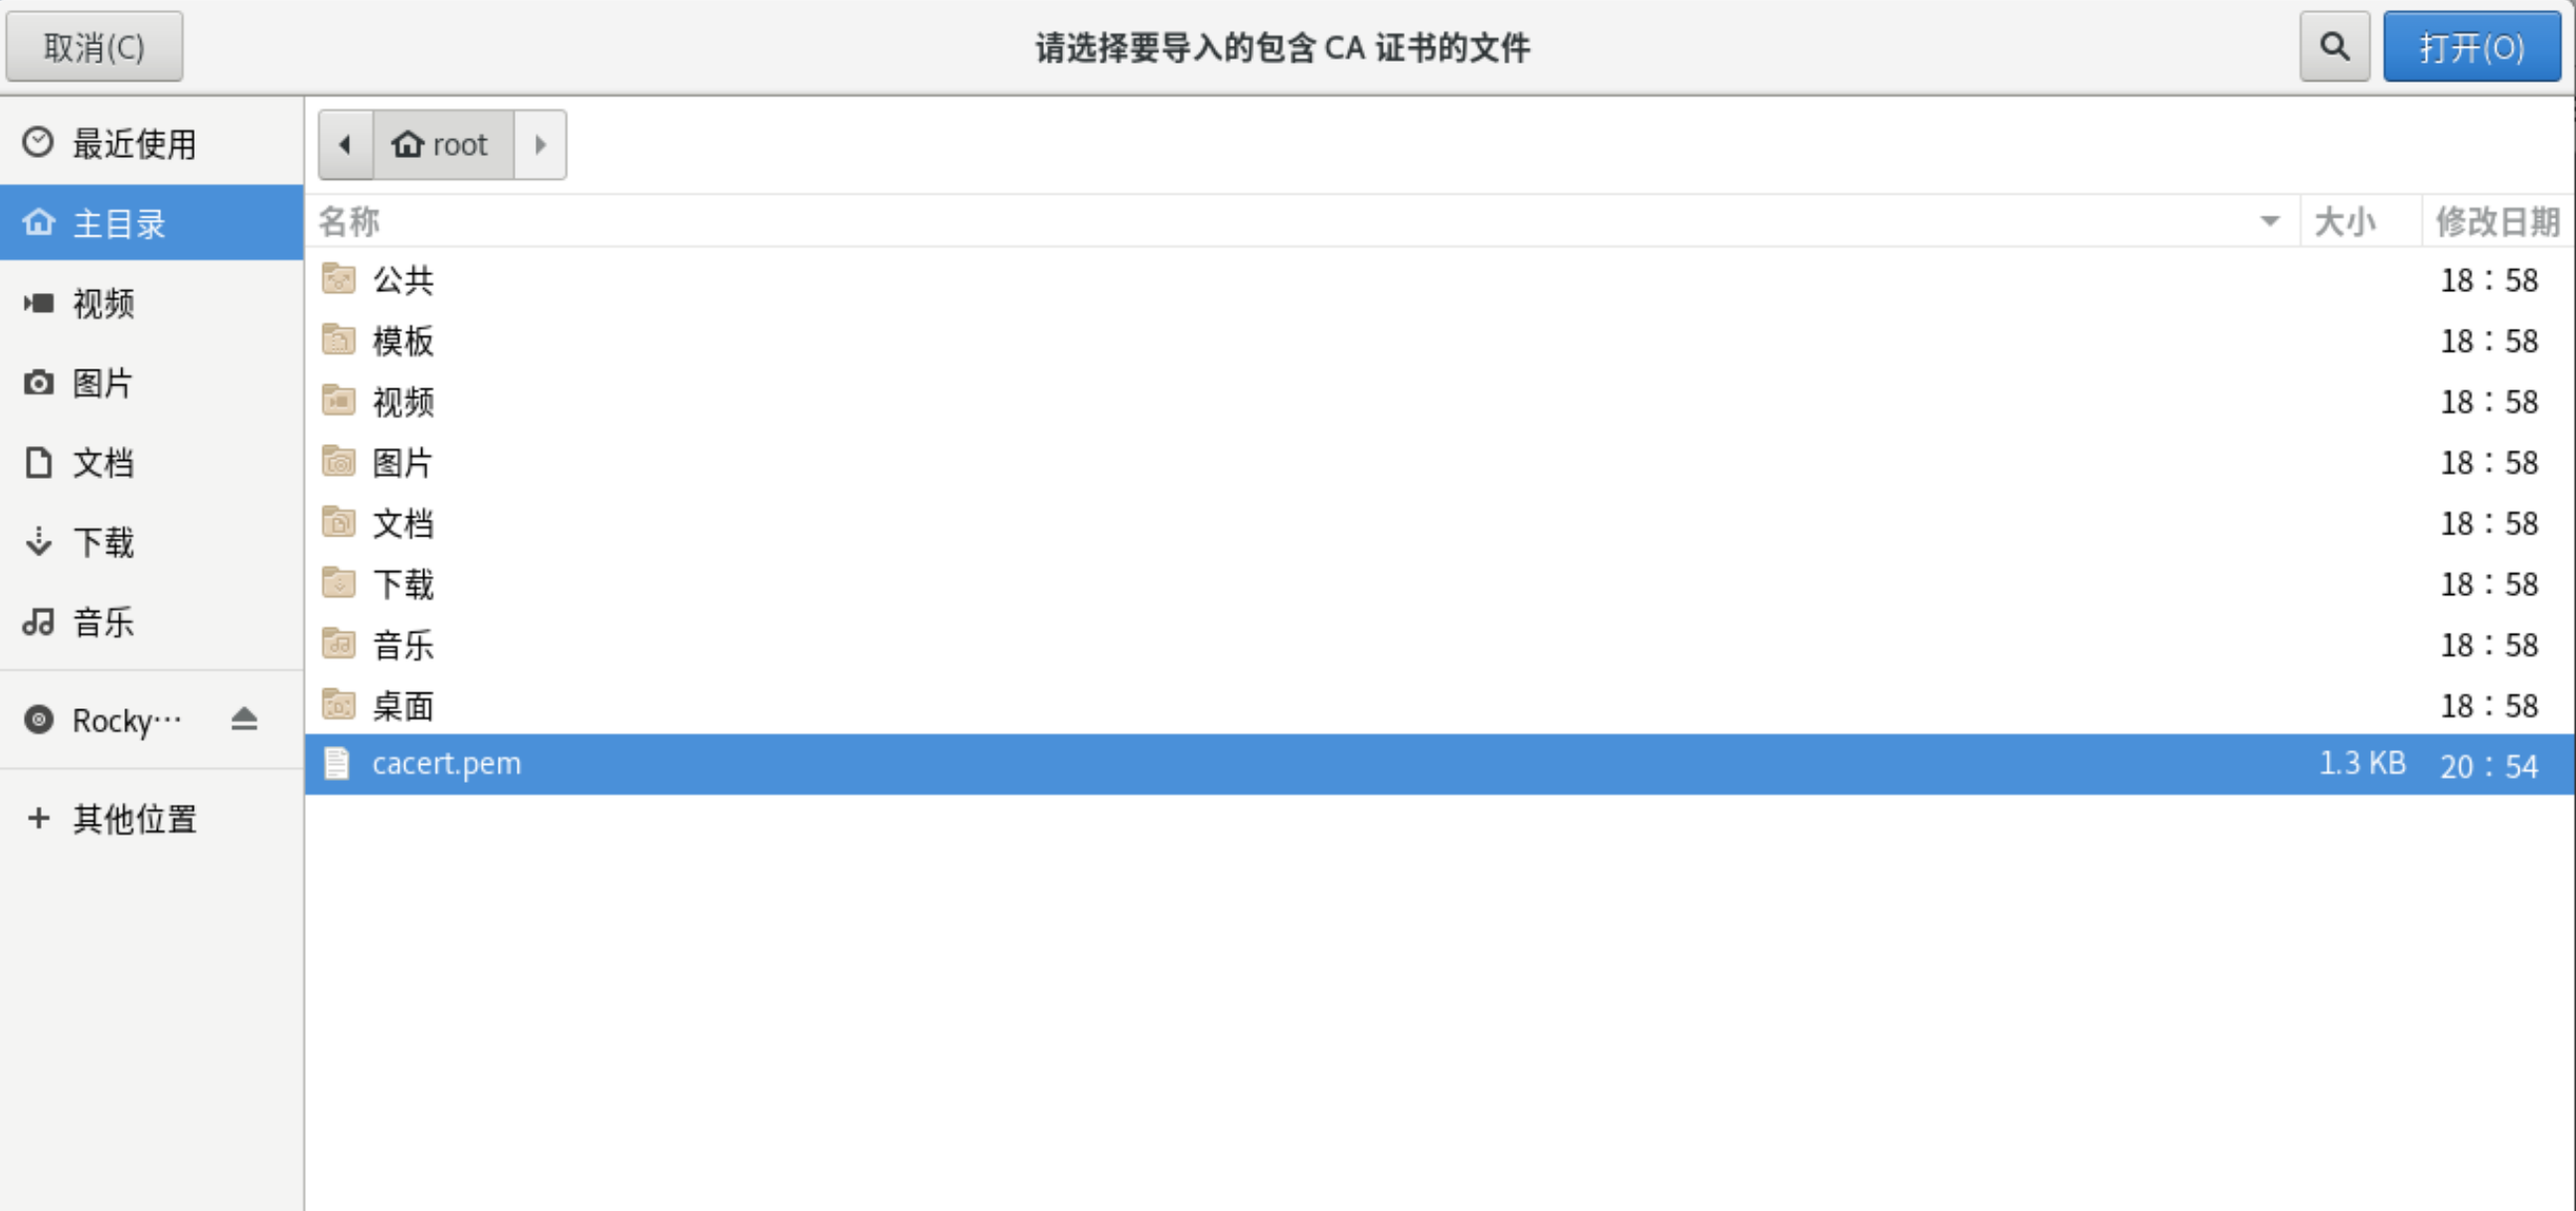 取消(C)
请选择要导入的包含 CA 证书的文件
打开(O)
最近使用
主目录
视频
图片
文档
下载
音乐
Rocky…
其他位置
root
名称 大小 修改日期
公共 18：58
模板 18：58
视频 18：58
图片 18：58
文档 18：58
下载 18：58
音乐 18：58
桌面 18：58
cacert.pem 1.3 KB 20：54